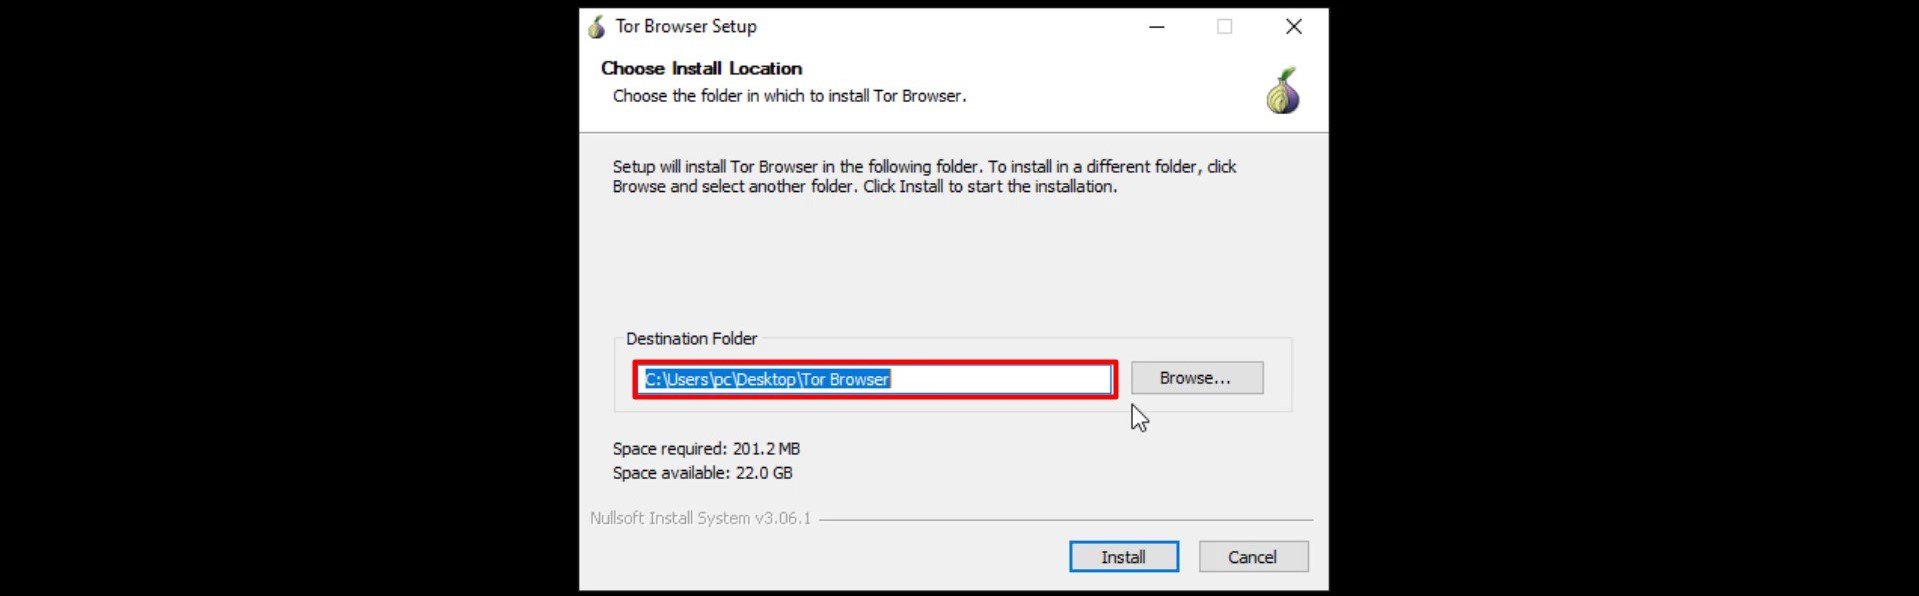 Tor Browser Setup
Choose Install Location
Choose the folder in which to install Tor Browser.
Setup will install Tor Browser in the following folder. To install in a different folder, click
Browse and select another folder. Click Install to start the installation.
Destination Folder
C:\Users\pc\Desktop\Tor Browser
Browse...
Space required: 201.2 MB
Space available: 22.0 GB
Nullsoft Install System v3.06.1
Install
Cancel